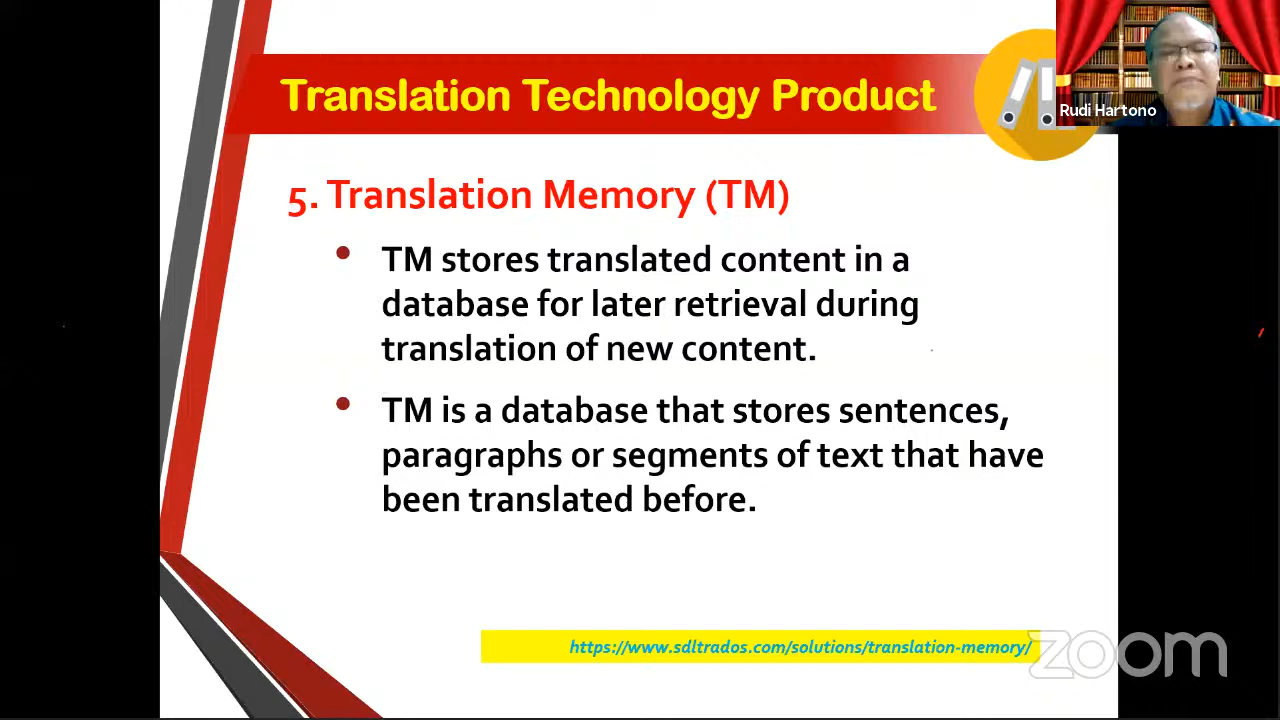 Translation Technology Product
Rudi Hartono
5. Translation Memory (TM)
• TM stores translated content in a
database for later retrieval during
translation of new content.
• TM is a database that stores sentences,
paragraphs or segments of text that have
been translated before.
https://www.sdltrados.com/solutions/translation-memory/
zoom